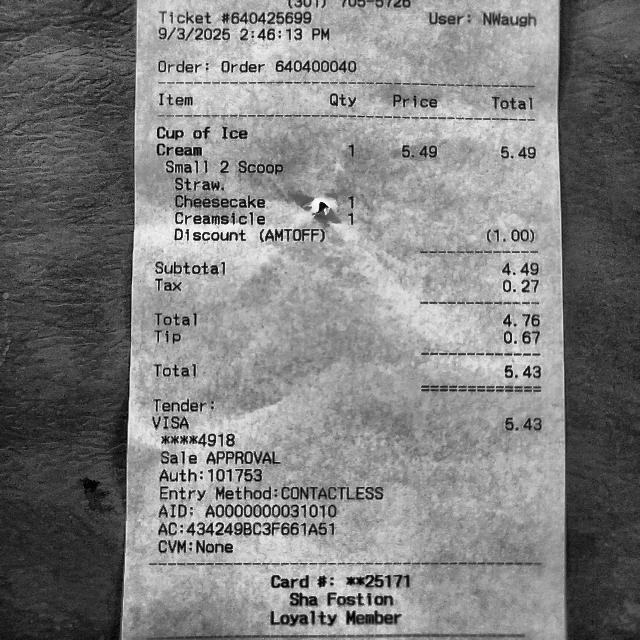 (301) 705-5726
Ticket #640425699 User: NWaugh
9/3/2025 2:46:13 PM
Order: Order 640400040
Item Qty Price Total
Cup of Ice
Cream 1 5.49 5.49
Small 2 Scoop
Straw.
Cheesecake 1
Creamsicle 1
Discount (AMTOFF) (1.00)
Subtotal 4.49
Tax 0.27
Total 4.76
Tip 0.67
Total 5.43
Tender:
VISA 5.43
****4918
Sale APPROVAL
Auth:101753
Entry Method:CONTACTLESS
AID: A0000000031010
AC:434249BC3F661A51
CVM:None
Card #: **25171
Sha Fostion
Loyalty Member